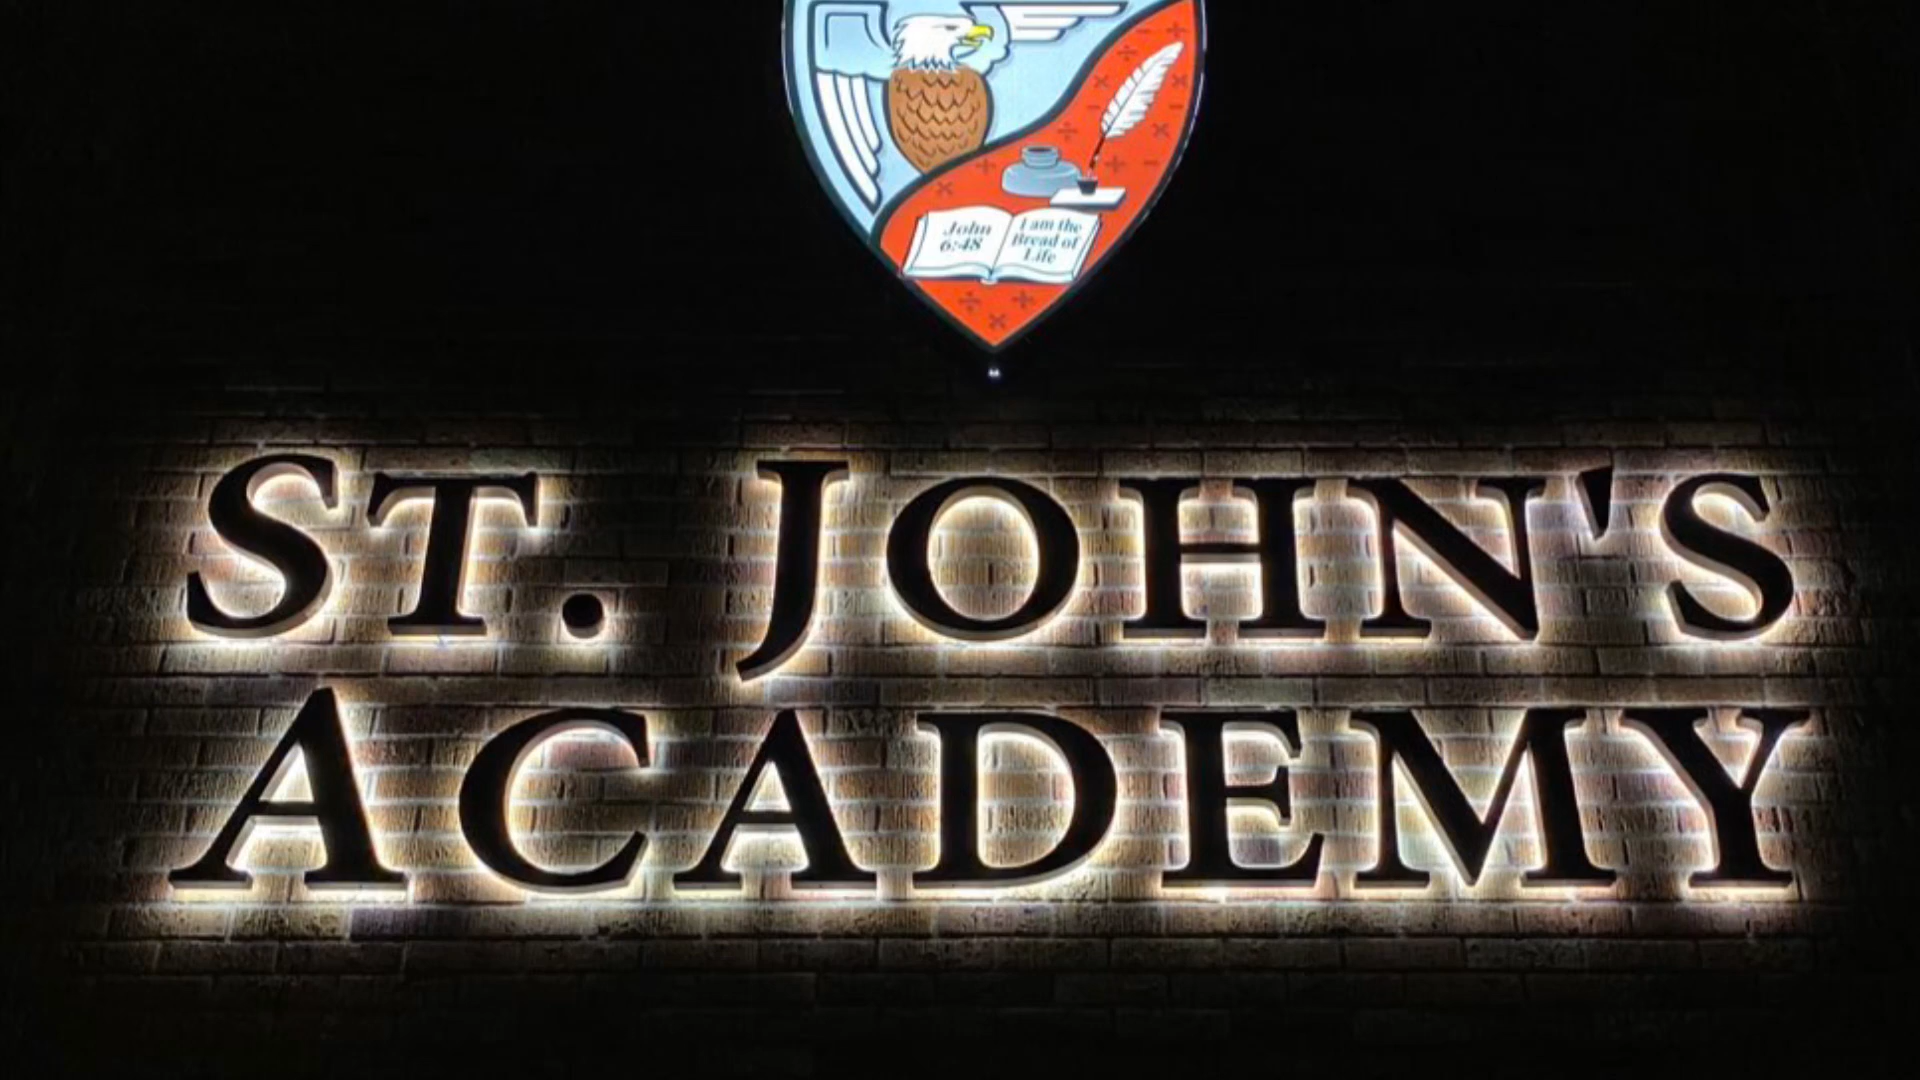 John
6:48
I am the
Bread of
Life
ST. JOHN'S
ACADEMY